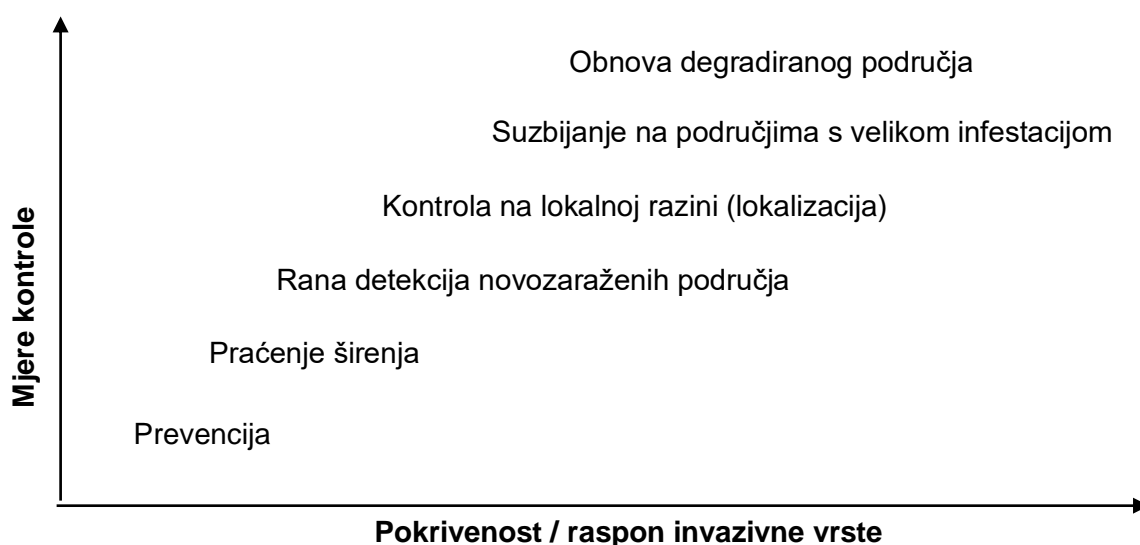 Obnova degradiranog područja
Suzbijanje na područjima s velikom infestacijom
Kontrola na lokalnoj razini (lokalizacija)
Rana detekcija novozaraženih područja
Praćenje širenja
Prevencija
Mjere kontrole
Pokrivenost / raspon invazivne vrste